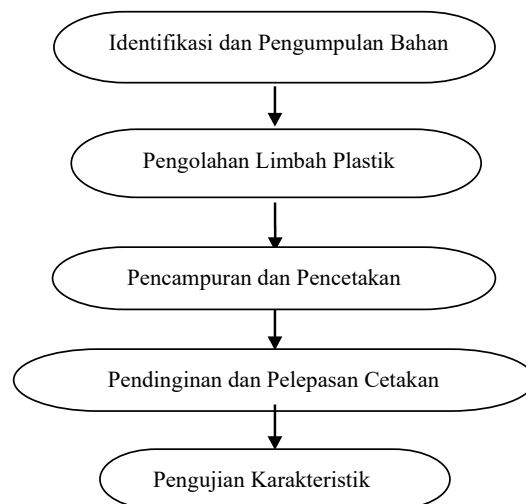 Identifikasi dan Pengumpulan Bahan
Pengolahan Limbah Plastik
Pencampuran dan Pencetakan
Pendinginan dan Pelepasan Cetakan
Pengujian Karakteristik